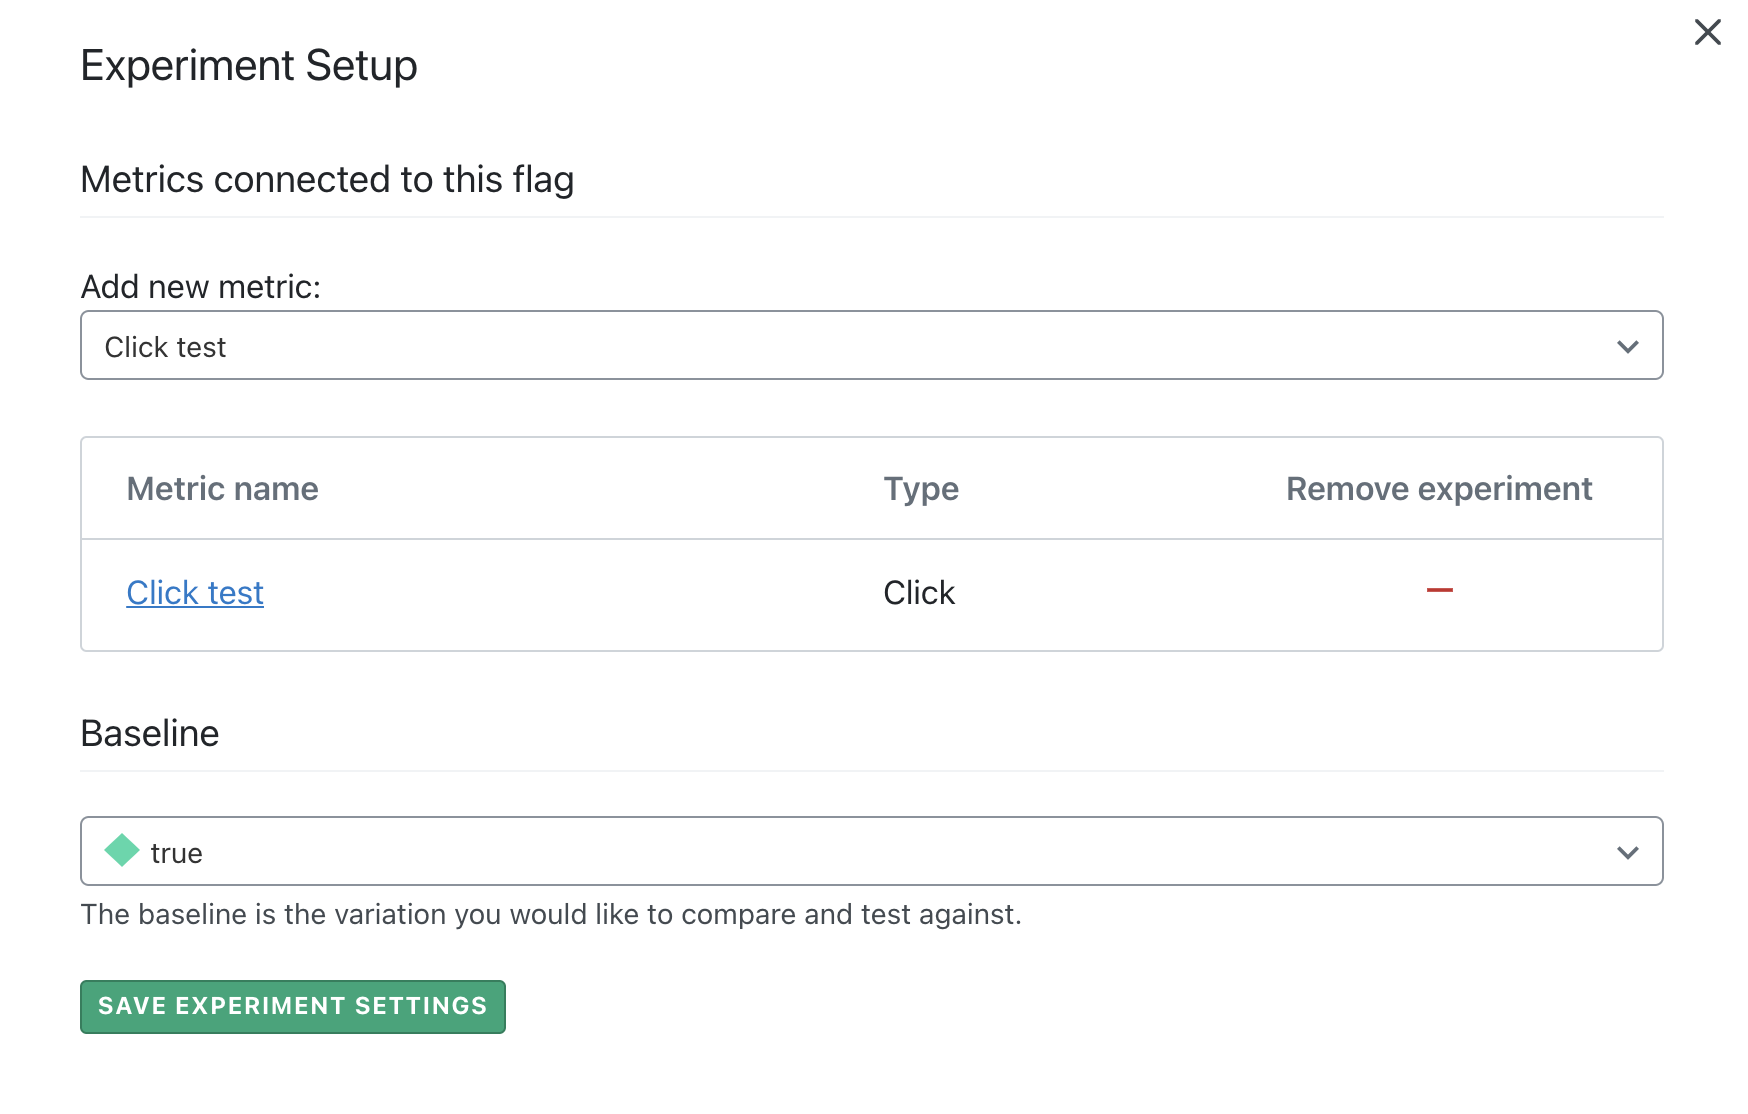 Experiment Setup
Metrics connected to this flag
Add new metric:
Click test
Metric name Type Remove experiment
Click test Click
Baseline
true
The baseline is the variation you would like to compare and test against.
SAVE EXPERIMENT SETTINGS